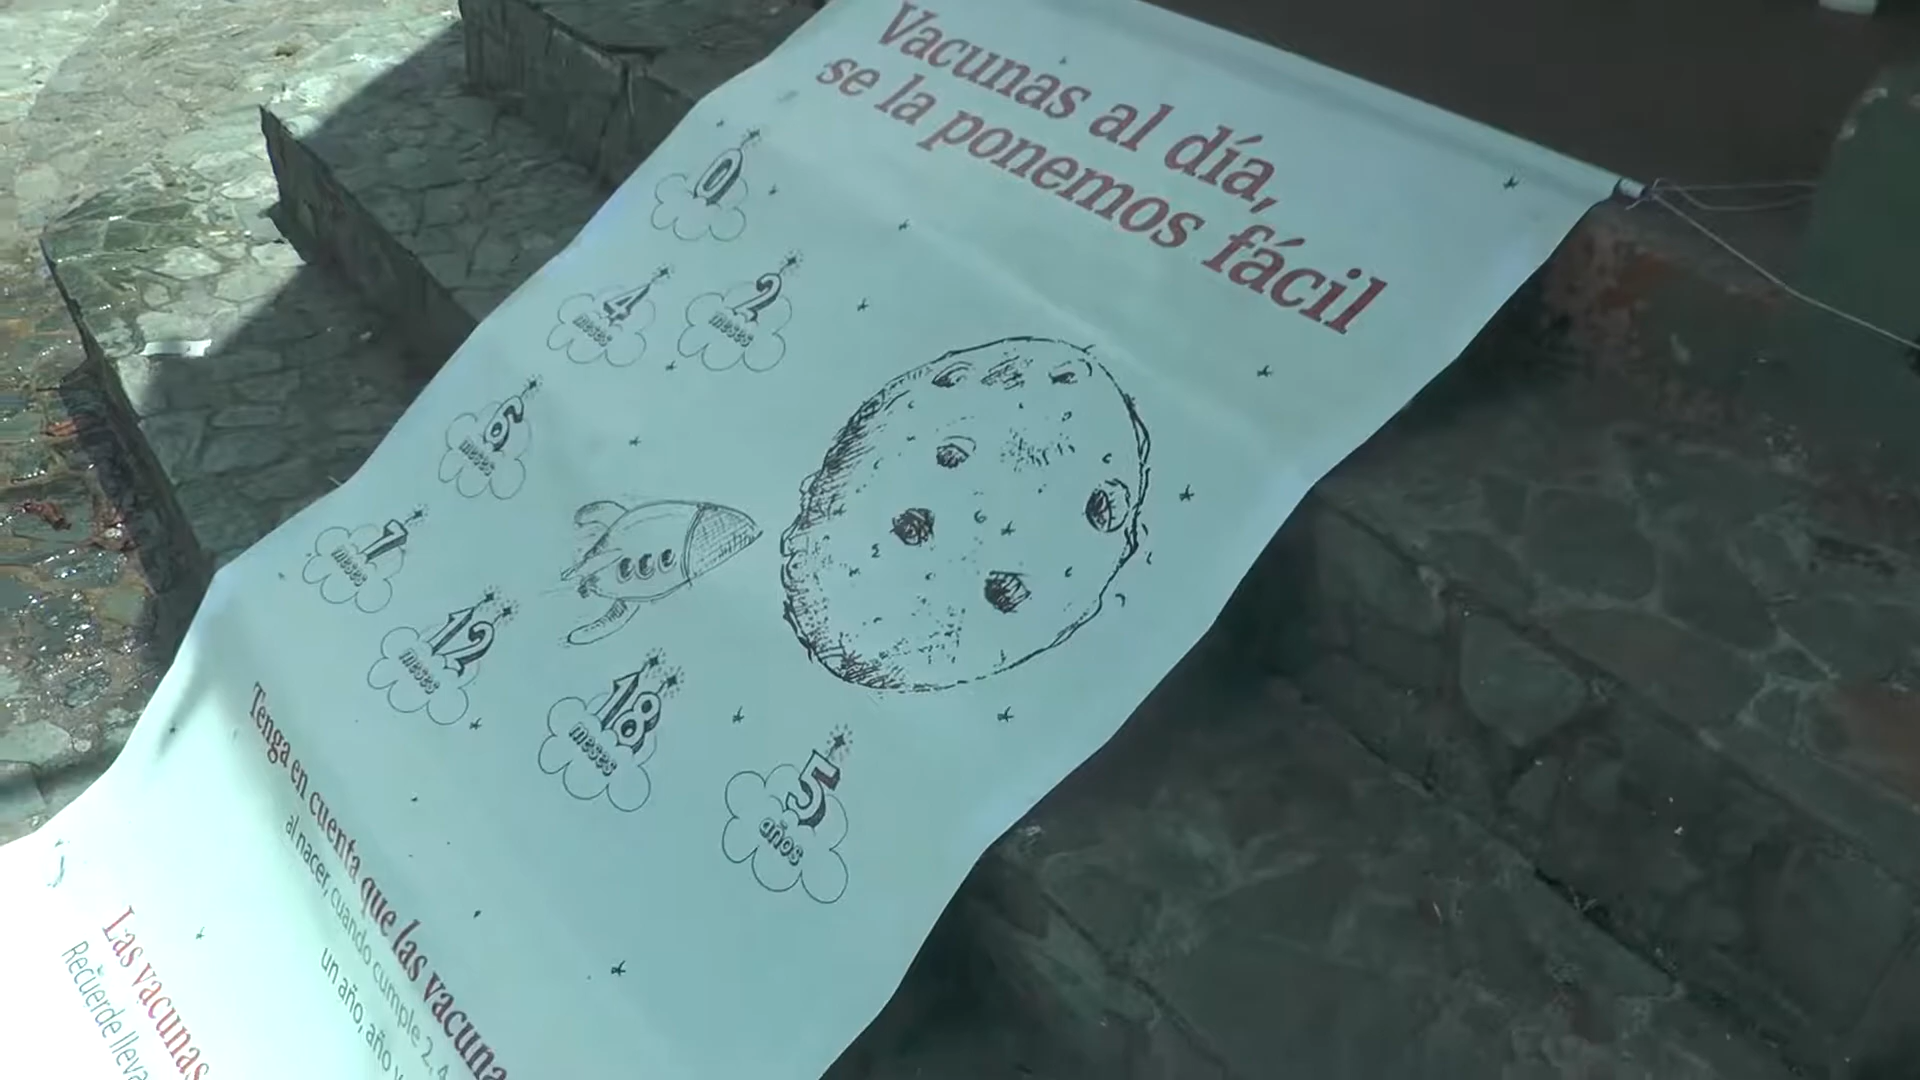 Vacunas al día,
se la ponemos fácil
0
2
meses
4
meses
6
meses
7
meses
12
meses
18
meses
5
años
Tenga en cuenta que las vacuna
al nacer, cuando cumple 2, 4
un año, año y
Las vacunas
Recuerde lleva